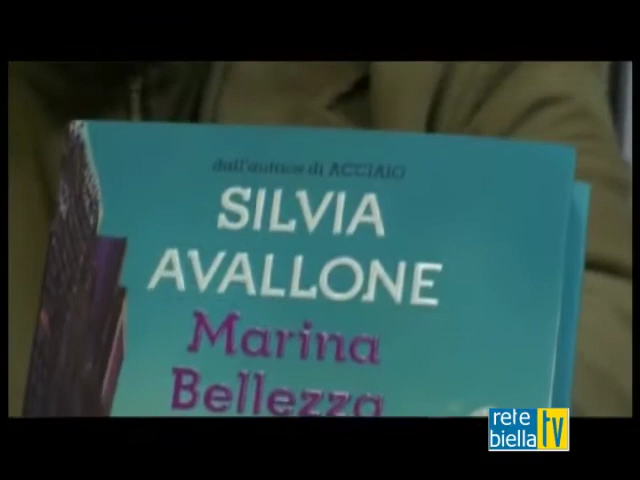 dall'autrice di ACCIAIO
SILVIA
AVALLONE
Marina
Bellezza
rete
biella tv